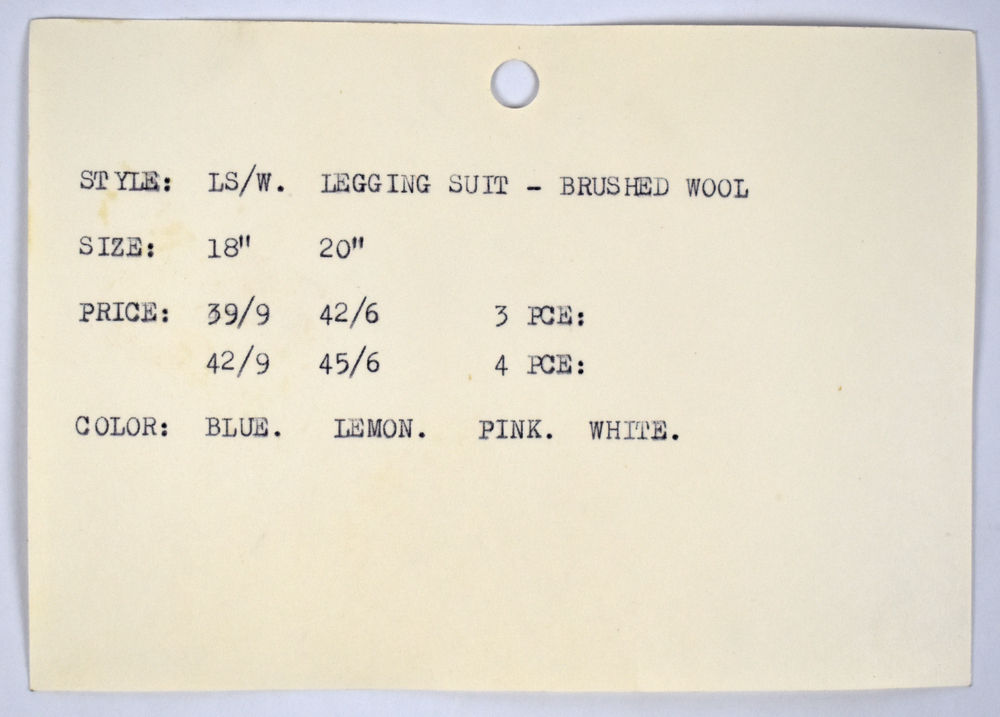 STYLE: LS/W. LEGGING SUIT - BRUSHED WOOL
SIZE: 18" 20"
PRICE: 39/9 42/6 3 PCE:
42/9 45/6 4 PCE:
COLOR: BLUE. LEMON. PINK. WHITE.